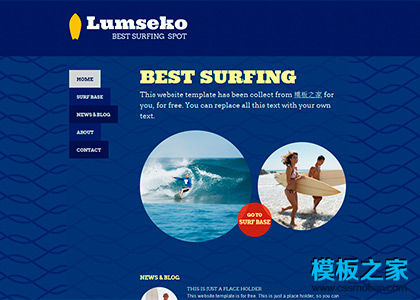 Lumseko
BEST SURFING SPOT
HOME
SURF BASE
NEWS & BLOG
ABOUT
CONTACT
BEST SURFING
This website template has been collect from 模板之家 for
you, for free. You can replace all this text with your own
text.
GO TO
SURF BASE
NEWS & BLOG
THIS IS JUST A PLACE HOLDER
This website template is for free. This is just a place holder, so you can
模板之家